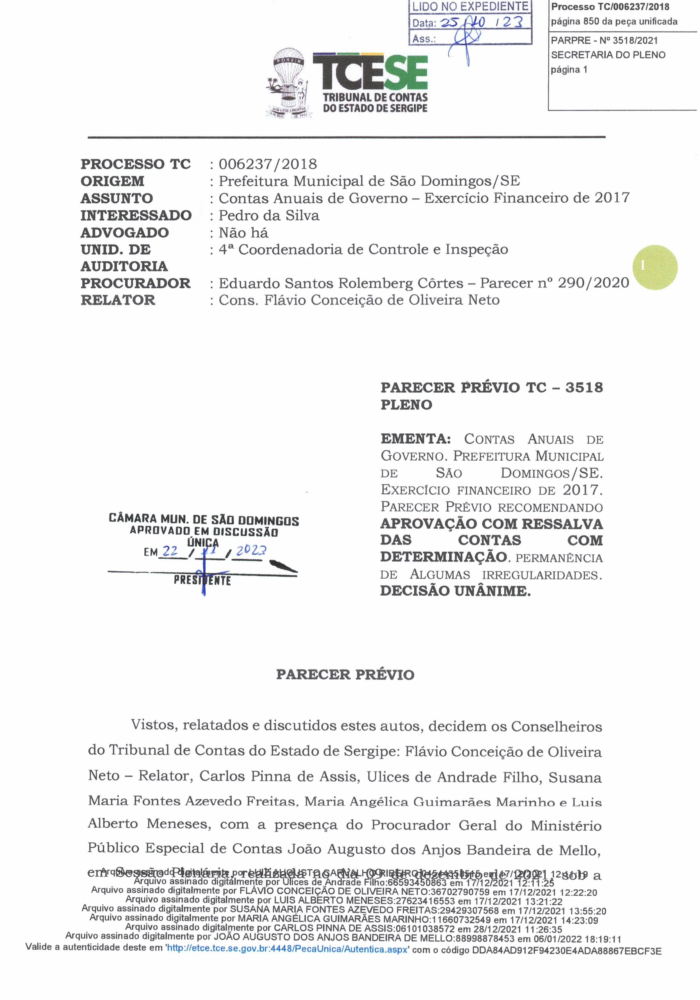 LIDO NO EXPEDIENTE
Data: 25/10/23
Ass.:
Processo TC/006237/2018
página 850 da peça unificada
PARPRE - Nº 3518/2021
SECRETARIA DO PLENO
página 1
PORVIR
SUB LEGE LIBERTAS
TCESE
TRIBUNAL DE CONTAS
DO ESTADO DE SERGIPE
PROCESSO TC : 006237/2018
ORIGEM : Prefeitura Municipal de São Domingos/SE
ASSUNTO : Contas Anuais de Governo – Exercício Financeiro de 2017
INTERESSADO : Pedro da Silva
ADVOGADO : Não há
UNID. DE : 4ª Coordenadoria de Controle e Inspeção
AUDITORIA
1
PROCURADOR : Eduardo Santos Rolemberg Côrtes – Parecer nº 290/2020
RELATOR : Cons. Flávio Conceição de Oliveira Neto
PARECER PRÉVIO TC – 3518
PLENO
EMENTA: CONTAS ANUAIS DE
GOVERNO. PREFEITURA MUNICIPAL
DE SÃO DOMINGOS/SE.
EXERCÍCIO FINANCEIRO DE 2017.
PARECER PRÉVIO RECOMENDANDO
APROVAÇÃO COM RESSALVA
DAS CONTAS COM
DETERMINAÇÃO. PERMANÊNCIA
DE ALGUMAS IRREGULARIDADES.
DECISÃO UNÂNIME.
CÂMARA MUN. DE SÃO DOMINGOS
APROVADO EM DISCUSSÃO
ÚNICA
EM 22 / 11 / 2023
PRESIDENTE
PARECER PRÉVIO
Vistos, relatados e discutidos estes autos, decidem os Conselheiros
do Tribunal de Contas do Estado de Sergipe: Flávio Conceição de Oliveira
Neto – Relator, Carlos Pinna de Assis, Ulices de Andrade Filho, Susana
Maria Fontes Azevedo Freitas, Maria Angélica Guimarães Marinho e Luis
Alberto Meneses, com a presença do Procurador Geral do Ministério
Público Especial de Contas João Augusto dos Anjos Bandeira de Mello,
em Sessão Plenária, realizada no dia 09 de dezembro de 2021, sob a
Arquivo assinado digitalmente por LUIZ AUGUSTO CARVALHO RIBEIRO em 17/12/2021 12:11:19
Arquivo assinado digitalmente por Ulices de Andrade Filho:66593450863 em 17/12/2021 12:11:25
Arquivo assinado digitalmente por FLÁVIO CONCEIÇÃO DE OLIVEIRA NETO:36702790759 em 17/12/2021 12:22:20
Arquivo assinado digitalmente por LUIS ALBERTO MENESES:27623416553 em 17/12/2021 13:21:22
Arquivo assinado digitalmente por SUSANA MARIA FONTES AZEVEDO FREITAS:29429307568 em 17/12/2021 13:55:20
Arquivo assinado digitalmente por MARIA ANGÉLICA GUIMARÃES MARINHO:11660732549 em 17/12/2021 14:23:09
Arquivo assinado digitalmente por CARLOS PINNA DE ASSIS:06101038572 em 28/12/2021 11:26:35
Arquivo assinado digitalmente por JOÃO AUGUSTO DOS ANJOS BANDEIRA DE MELLO:88998878453 em 06/01/2022 18:19:11
Valide a autenticidade deste em 'http://etce.tce.se.gov.br:4448/PecaUnica/Autentica.aspx' com o código DDA84AD912F94230E4ADA88867EBCF3E